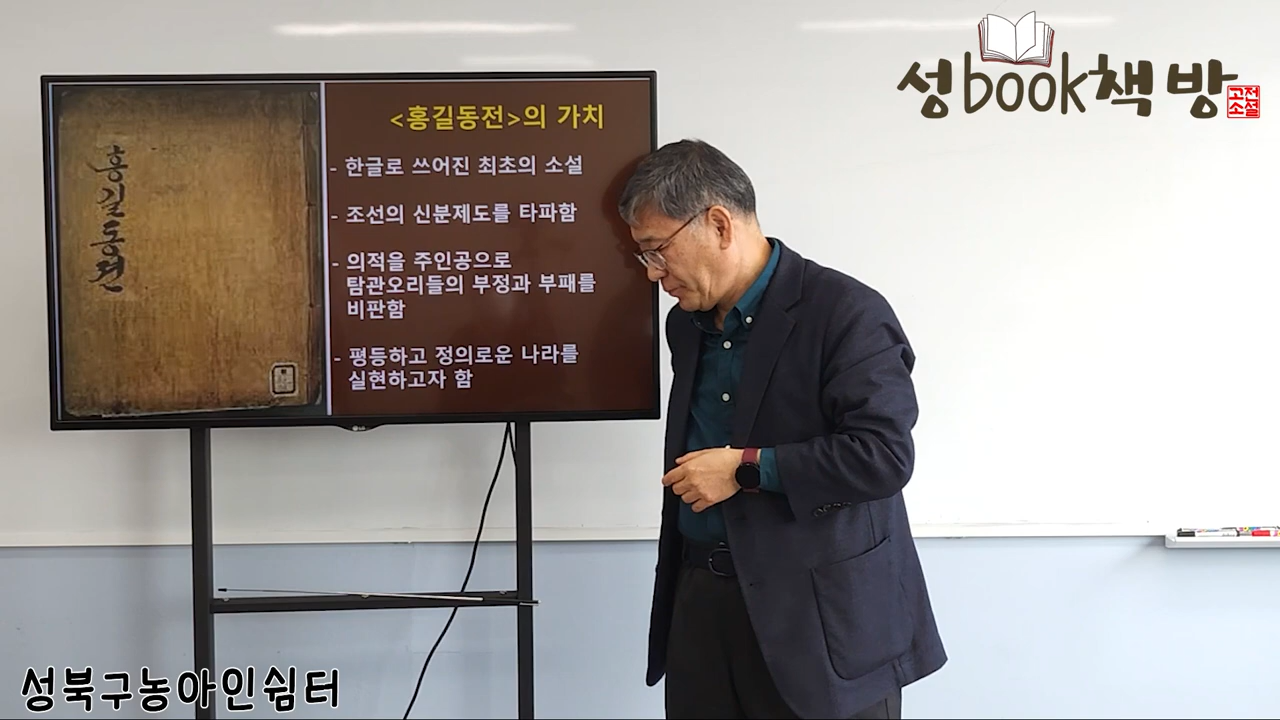 성book책방
고전
소설
홍길동전
<홍길동전>의 가치
- 한글로 쓰어진 최초의 소설
- 조선의 신분제도를 타파함
- 의적을 주인공으로
탐관오리들의 부정과 부패를
비판함
- 평등하고 정의로운 나라를
실현하고자 함
성북구농아인쉼터